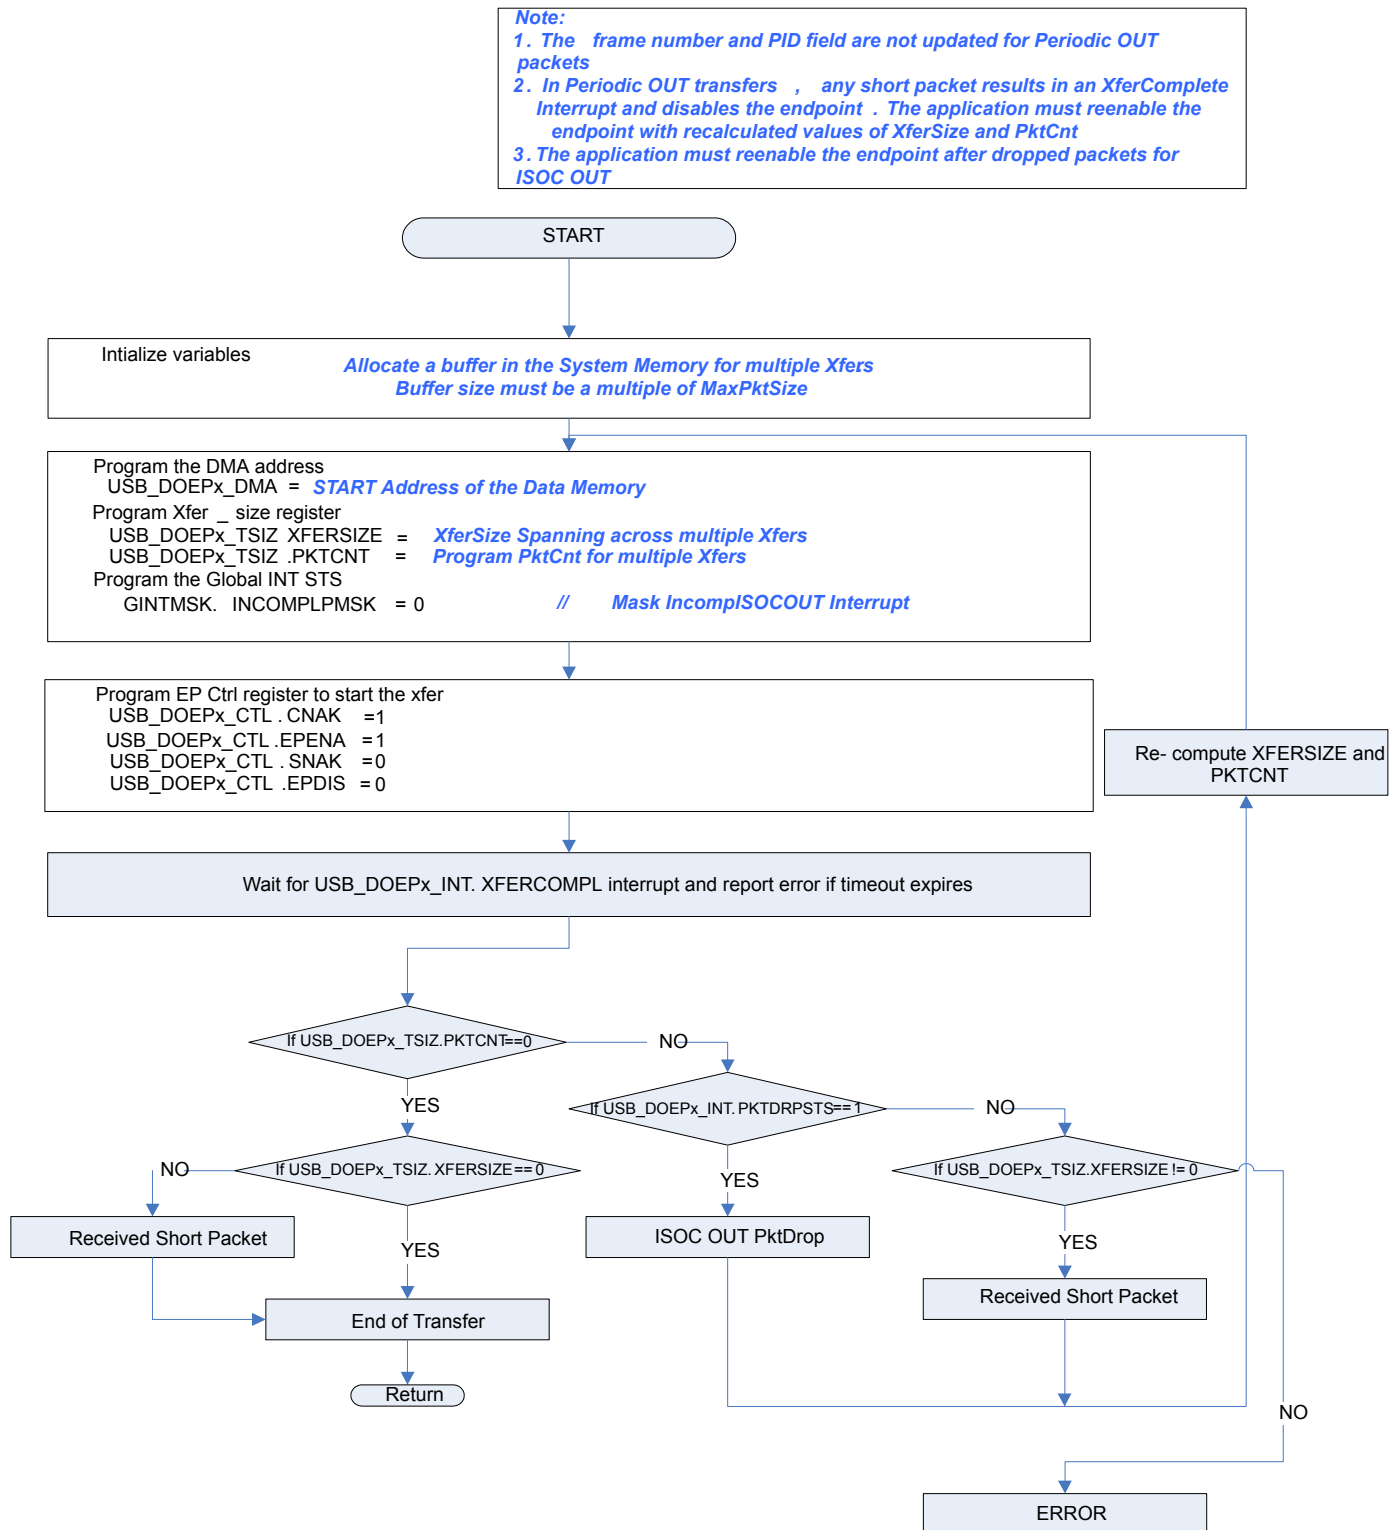 Note:
1. The frame number and PID field are not updated for Periodic OUT
packets
2. In Periodic OUT transfers , any short packet results in an XferComplete
Interrupt and disables the endpoint . The application must reenable the
endpoint with recalculated values of XferSize and PktCnt
3. The application must reenable the endpoint after dropped packets for
ISOC OUT
START
Intialize variables
Allocate a buffer in the System Memory for multiple Xfers
Buffer size must be a multiple of MaxPktSize
Program the DMA address
USB_DOEPx_DMA = START Address of the Data Memory
Program Xfer _ size register
USB_DOEPx_TSIZ XFERSIZE = XferSize Spanning across multiple Xfers
USB_DOEPx_TSIZ .PKTCNT = Program PktCnt for multiple Xfers
Program the Global INT STS
GINTMSK. INCOMPLPMSK = 0 // Mask IncompISOCOUT Interrupt
Program EP Ctrl register to start the xfer
USB_DOEPx_CTL . CNAK =1
USB_DOEPx_CTL .EPENA =1
USB_DOEPx_CTL . SNAK =0
USB_DOEPx_CTL .EPDIS =0
Re- compute XFERSIZE and
PKTCNT
Wait for USB_DOEPx_INT. XFERCOMPL interrupt and report error if timeout expires
If USB_DOEPx_TSIZ.PKTCNT==0
NO
YES
If USB_DOEPx_INT. PKTDRPSTS==1
NO
YES
If USB_DOEPx_TSIZ. XFERSIZE==0
NO
YES
If USB_DOEPx_TSIZ.XFERSIZE != 0
YES
NO
Received Short Packet
ISOC OUT PktDrop
Received Short Packet
End of Transfer
Return
ERROR